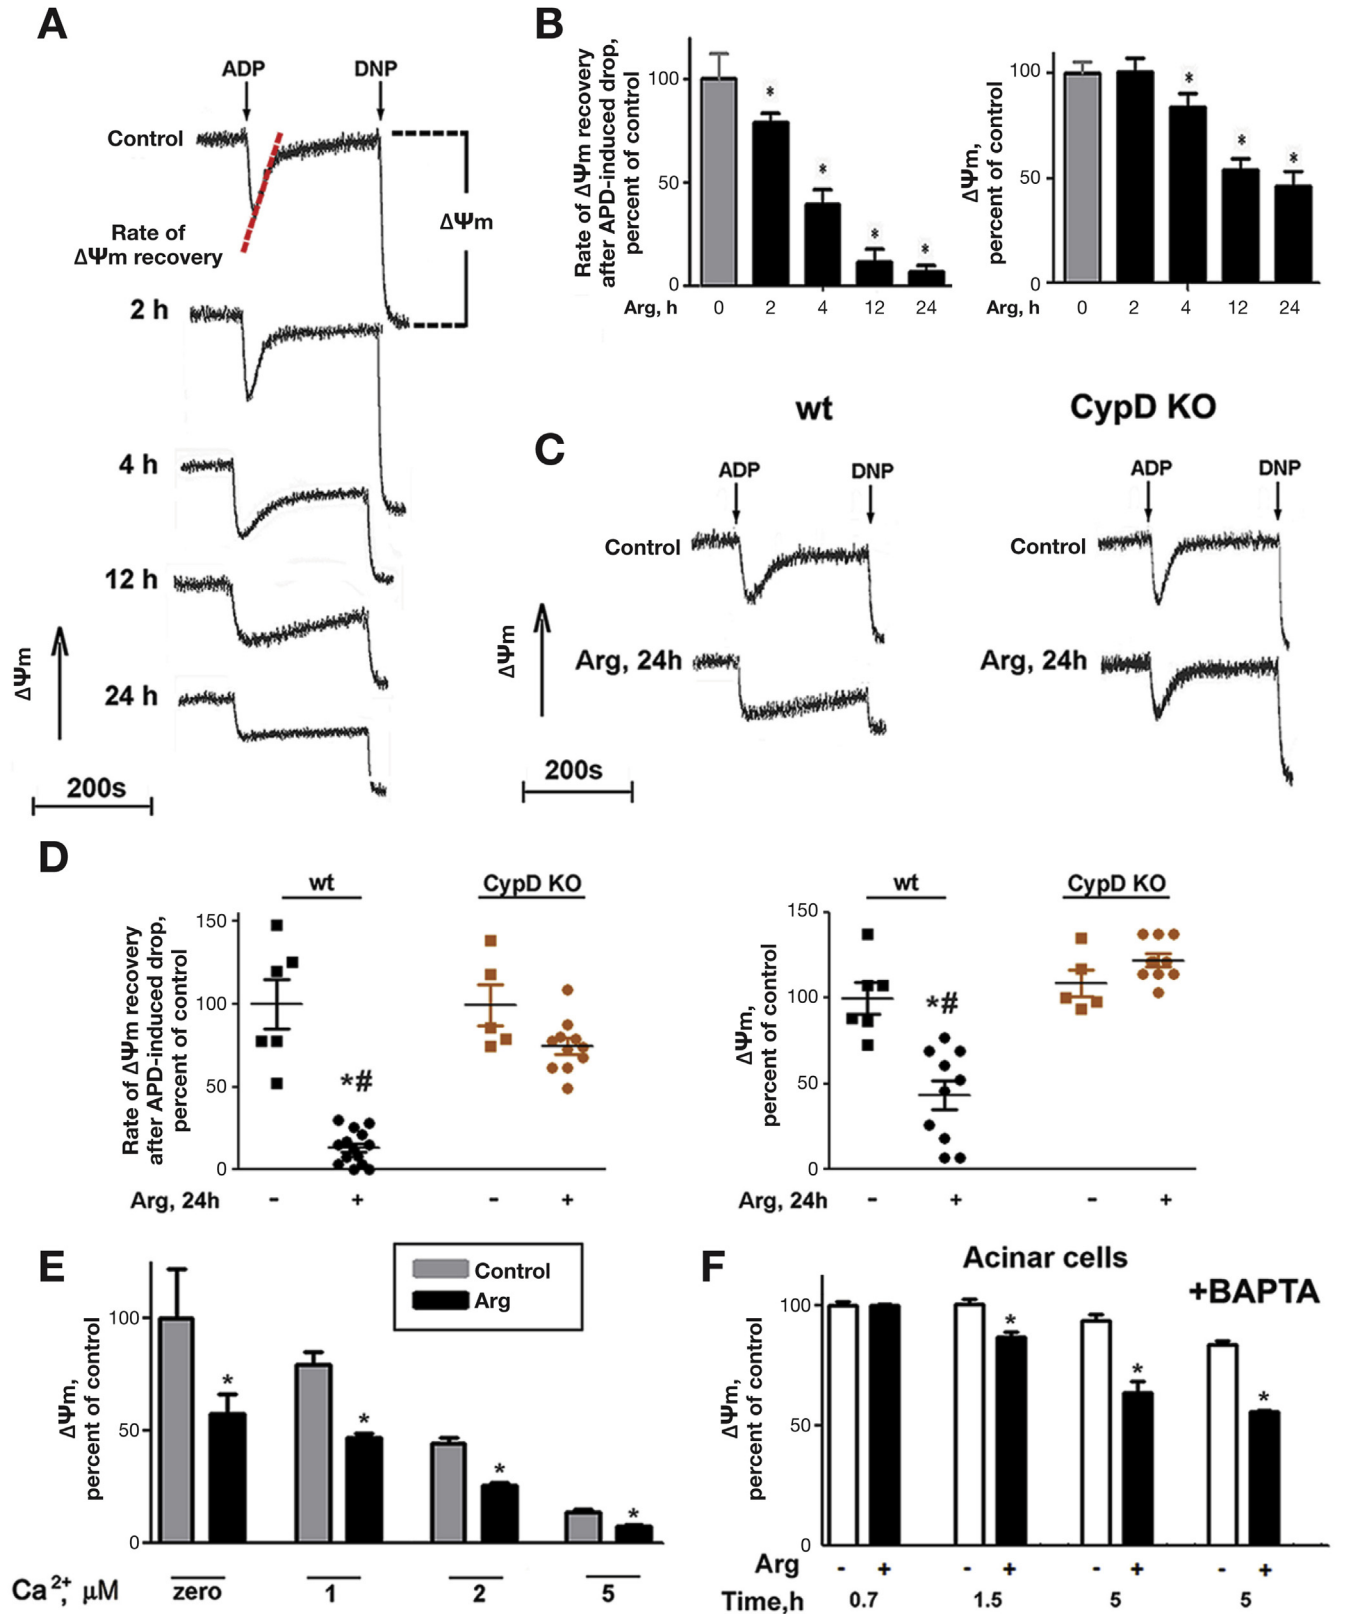 A
ADP
DNP
Control
Rate of
ΔΨm recovery
ΔΨm
2 h
4 h
12 h
24 h
ΔΨm
200s
B
Rate of ΔΨm recovery
after APD-induced drop,
percent of control
100
50
0
* * * *
Arg, h 0 2 4 12 24
ΔΨm,
percent of control
100
50
0
* * *
Arg, h 0 2 4 12 24
C
wt
CypD KO
ADP
DNP
ADP
DNP
Control
Control
ΔΨm
Arg, 24h
Arg, 24h
200s
D
wt
CypD KO
Rate of ΔΨm recovery
after APD-induced drop,
percent of control
150
100
50
0
*#
Arg, 24h - + - +
wt
CypD KO
ΔΨm,
percent of control
150
100
50
0
*#
Arg, 24h - + - +
E
Control
Arg
ΔΨm,
percent of control
100
50
0
* * * *
Ca2+, μM zero 1 2 5
F
Acinar cells
+BAPTA
ΔΨm,
percent of control
100
50
0
* * *
Arg - + - + - + - +
Time,h 0.7 1.5 5 5